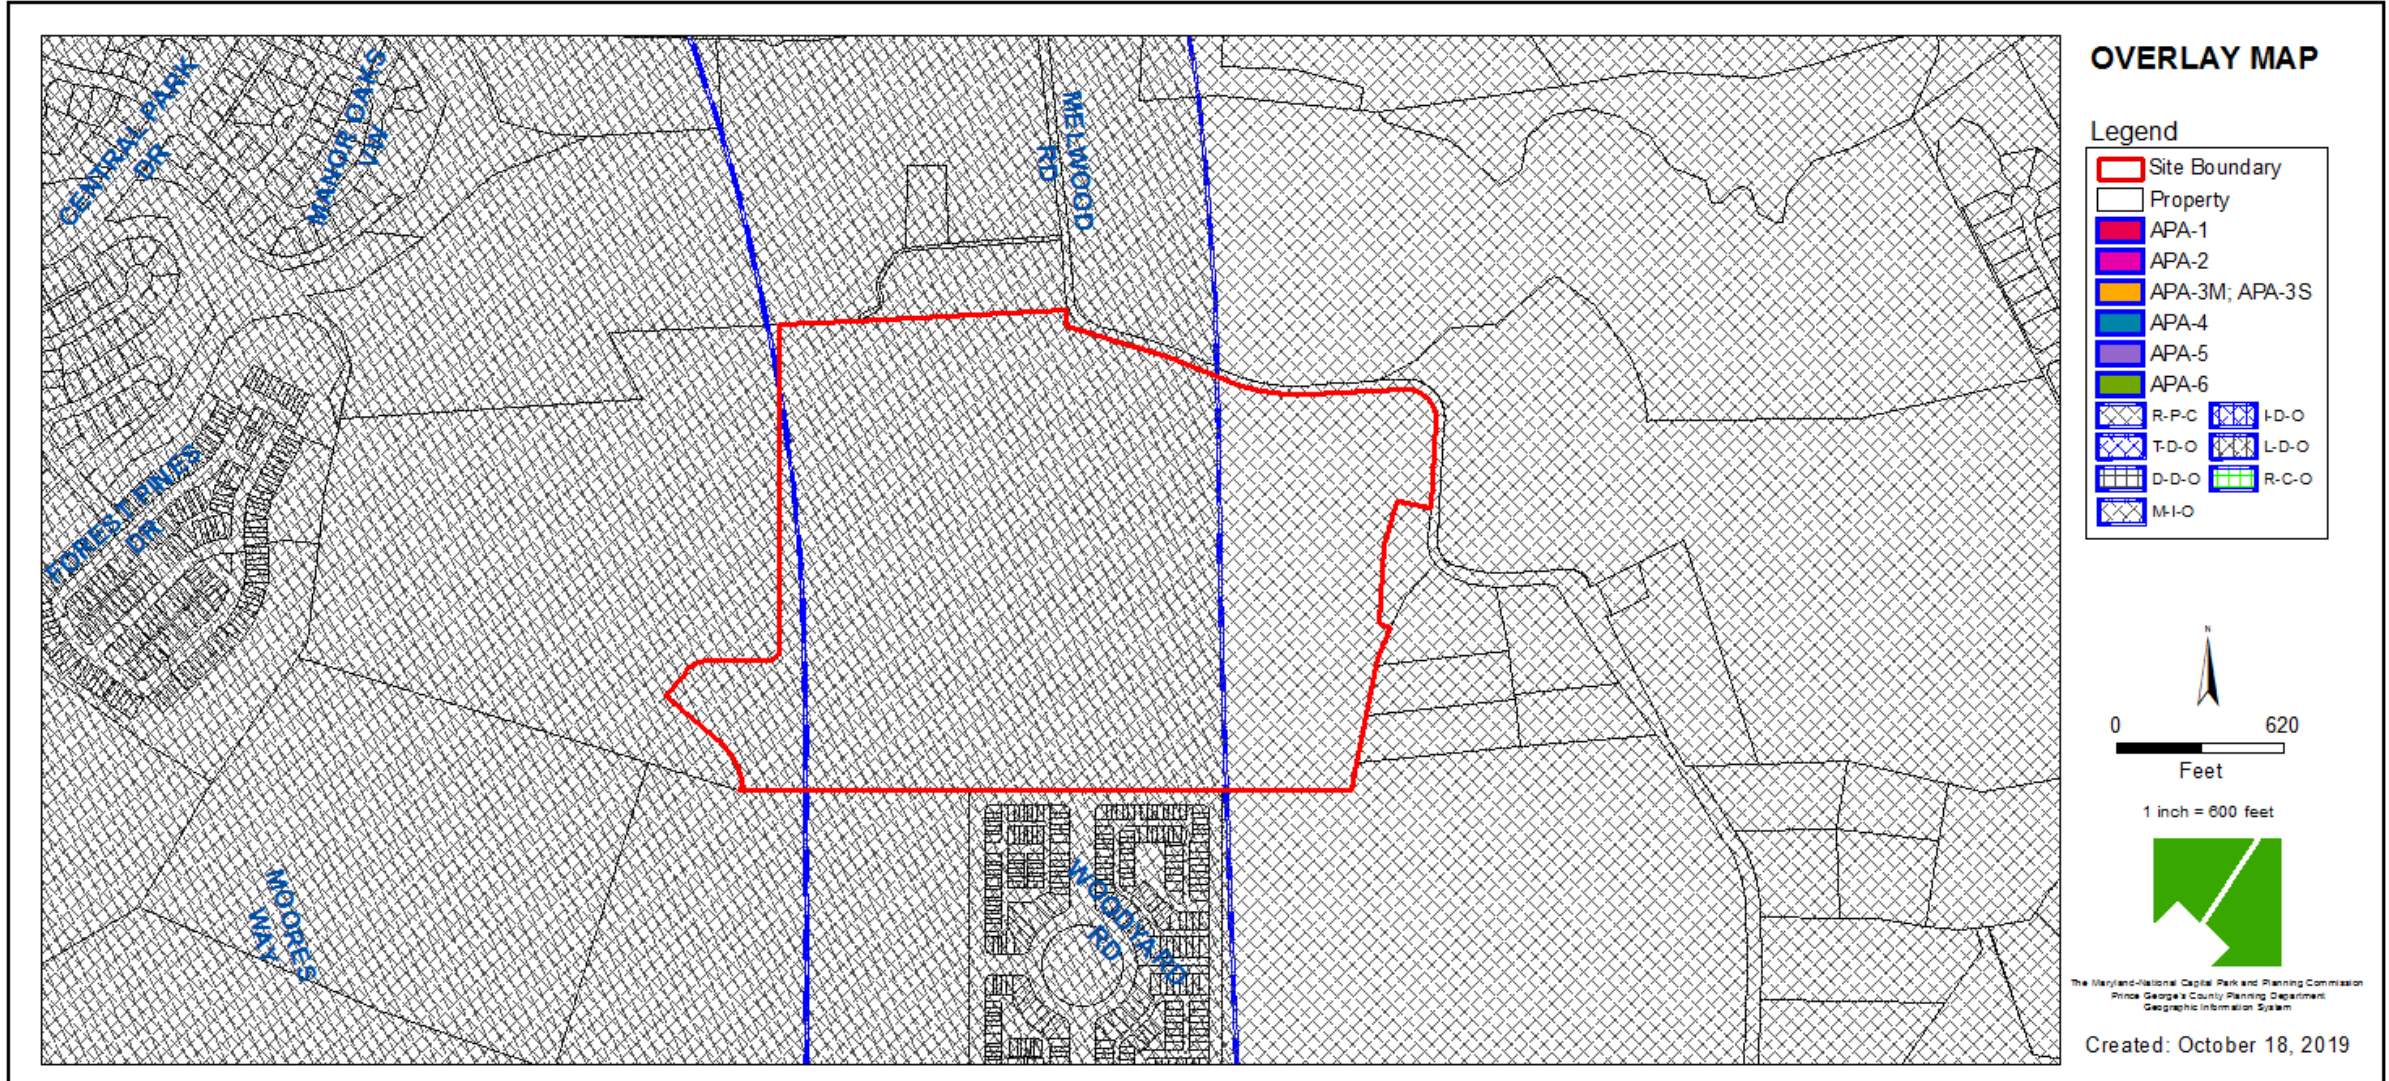 OVERLAY MAP
Legend
Site Boundary
Property
APA-1
APA-2
APA-3M; APA-3S
APA-4
APA-5
APA-6
R-P-C
I-D-O
T-D-O
L-D-O
D-D-O
R-C-O
M-I-O
N
0 620
Feet
1 inch = 600 feet
The Maryland-National Capital Park and Planning Commission
Prince George's County Planning Department
Geographic Information System
Created: October 18, 2019
CENTRAL PARK
DR
MANOR OAKS
VW
MELWOOD
RD
FOREST PINES
DR
MOORES
WAY
WOODYARD
RD